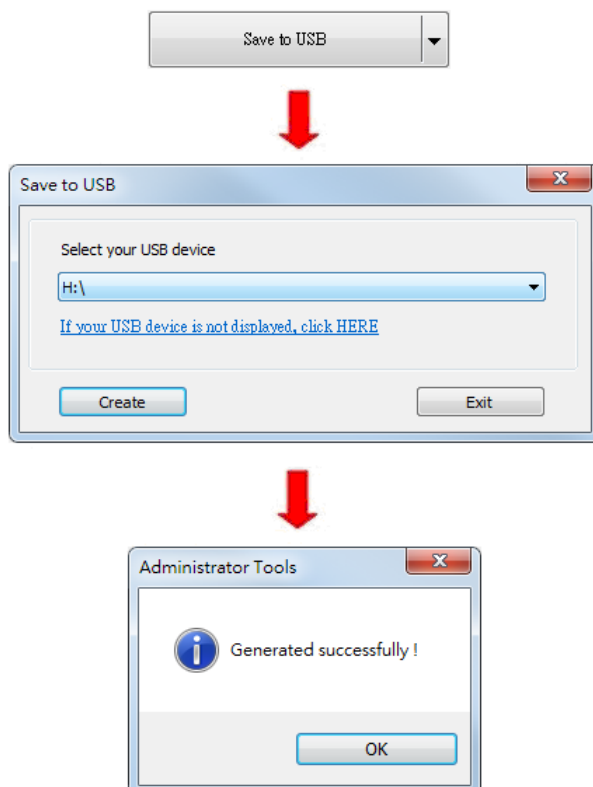 Save to USB
Save to USB
Select your USB device
H:\
If your USB device is not displayed, click HERE
Create
Exit
Administrator Tools
Generated successfully !
OK